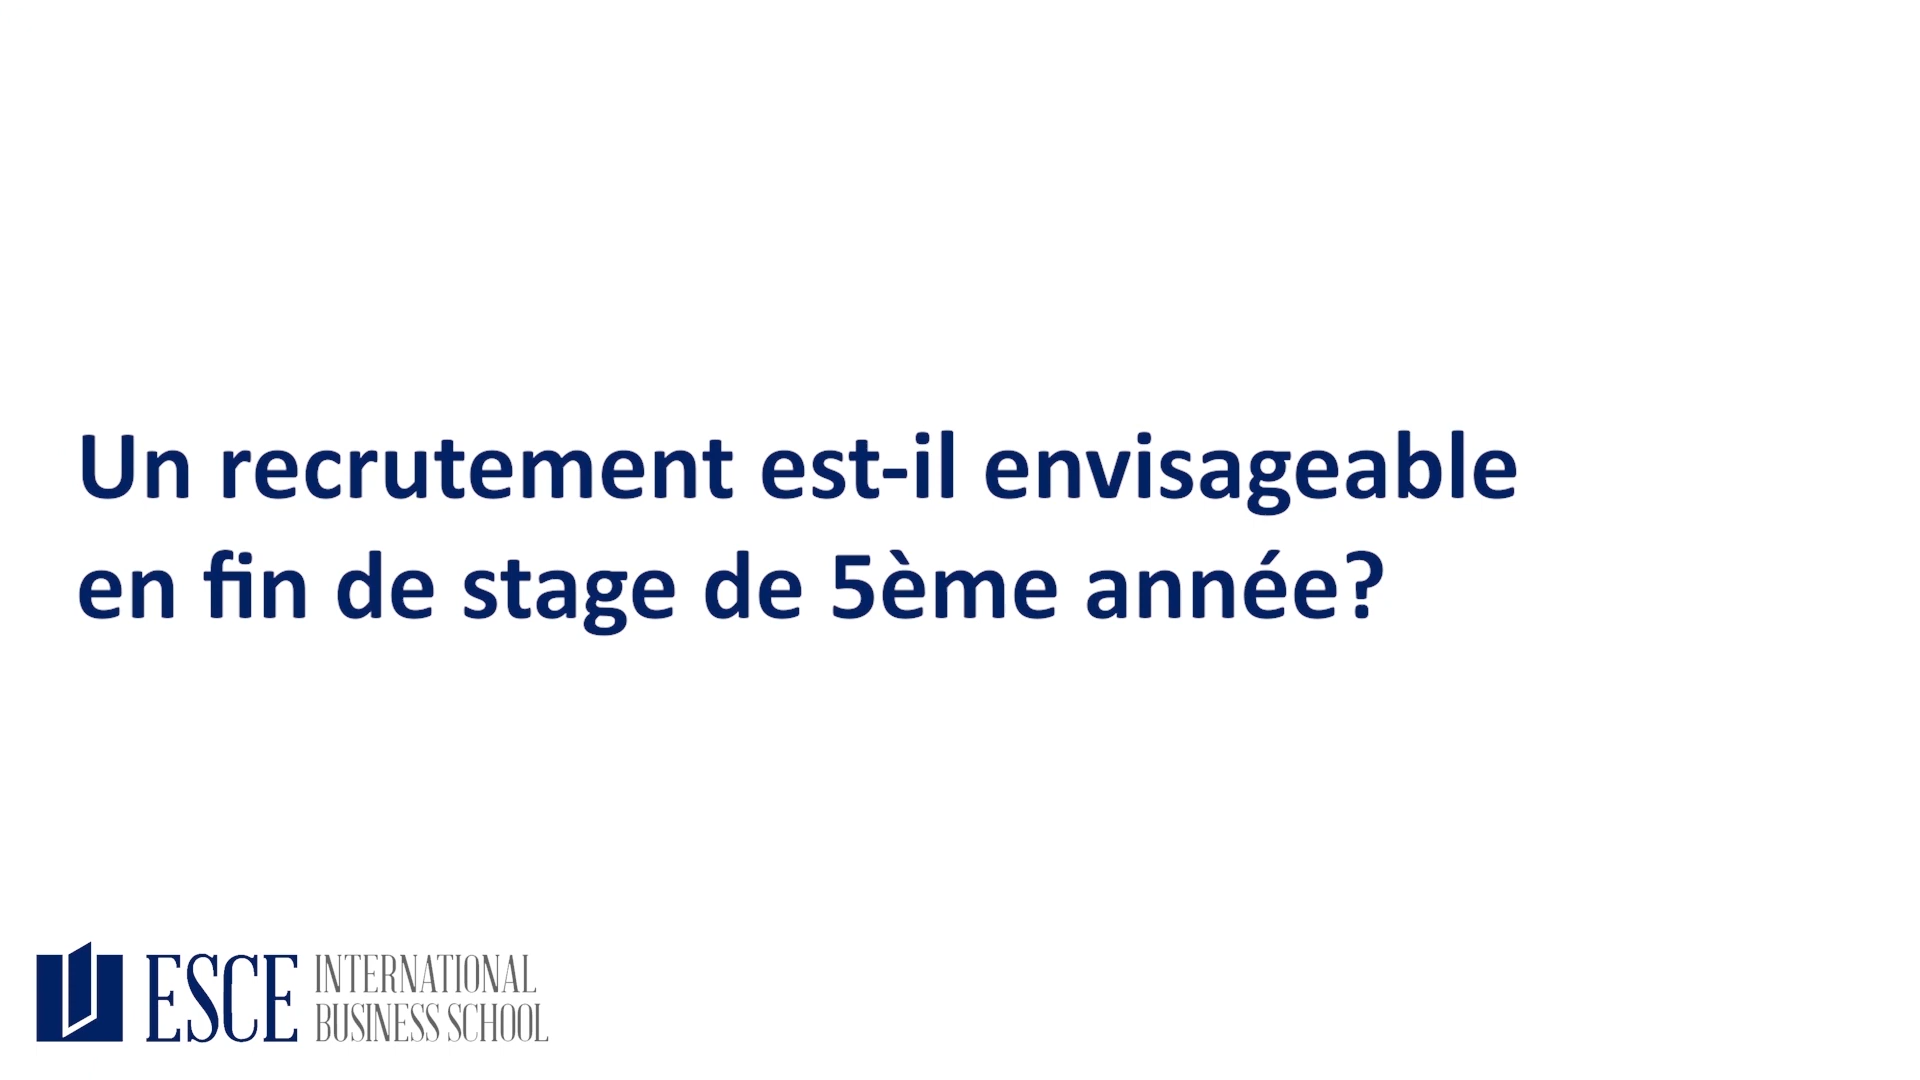 Un recrutement est-il envisageable
en fin de stage de 5ème année?
ESCE INTERNATIONAL
BUSINESS SCHOOL